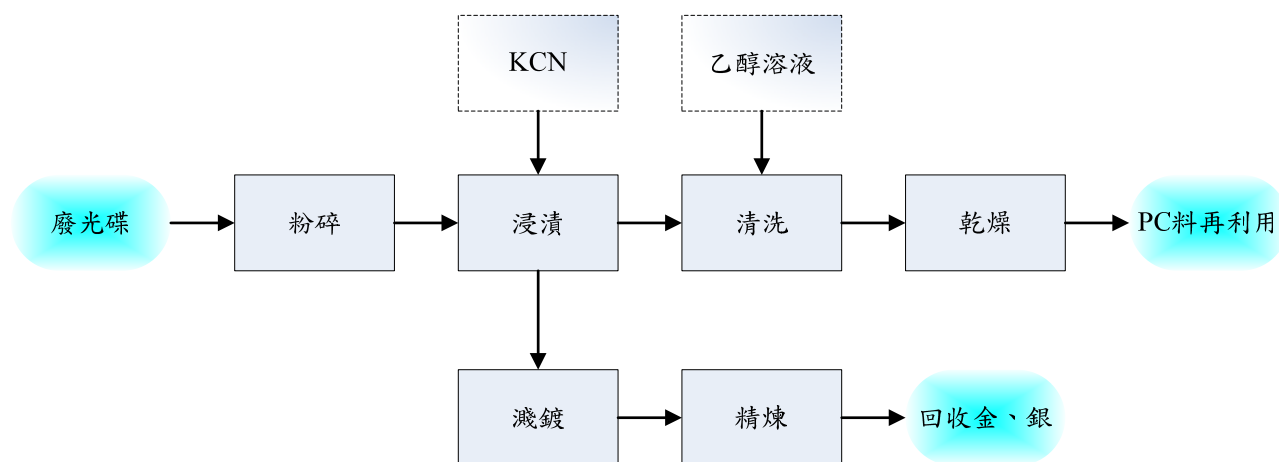 KCN
乙醇溶液
廢光碟
粉碎
浸漬
清洗
乾燥
PC料再利用
濺鍍
精煉
回收金、銀